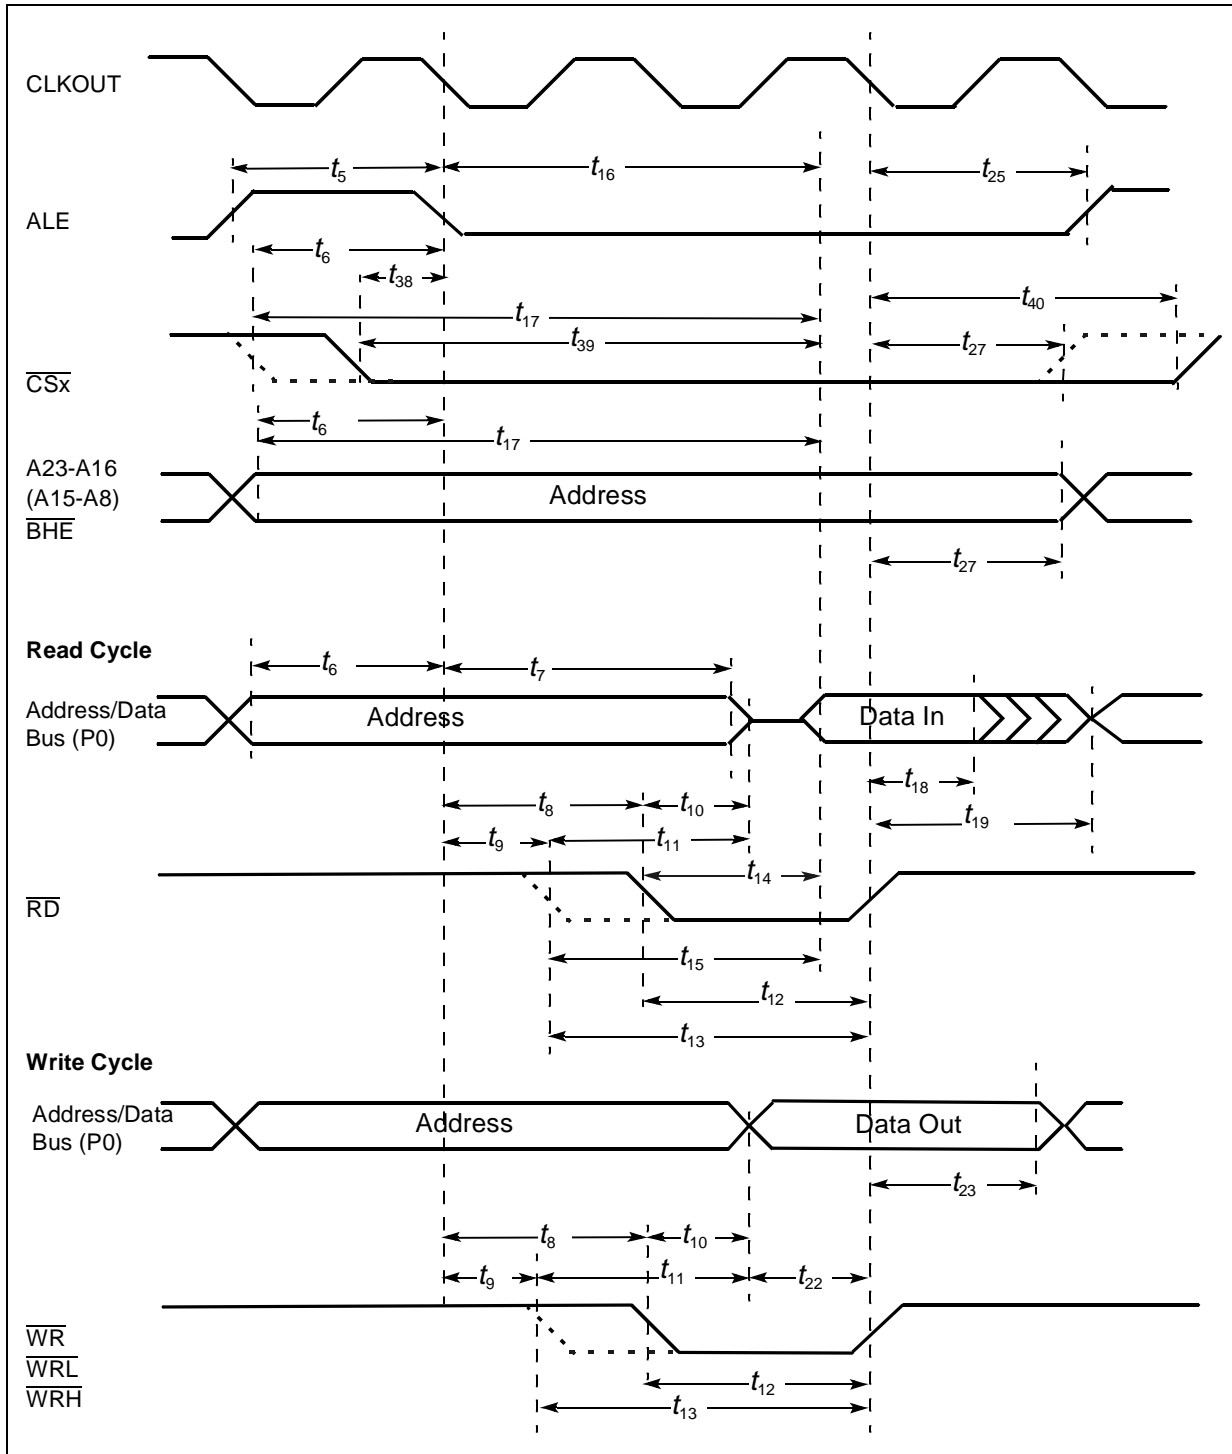 CLKOUT
t5 t16 t25
ALE
t6
t38
t40
t17
t39 t27
CSx
t6
t17
A23-A16
(A15-A8) Address
BHE
t27
Read Cycle
t6 t7
Address/Data Address Data In
Bus (P0)
t18
t8 t10
t19
t9 t11
t14
RD
t15
t12
t13
Write Cycle
Address/Data Address Data Out
Bus (P0)
t23
t8 t10
t9 t11 t22
WR
WRL
t12
WRH
t13